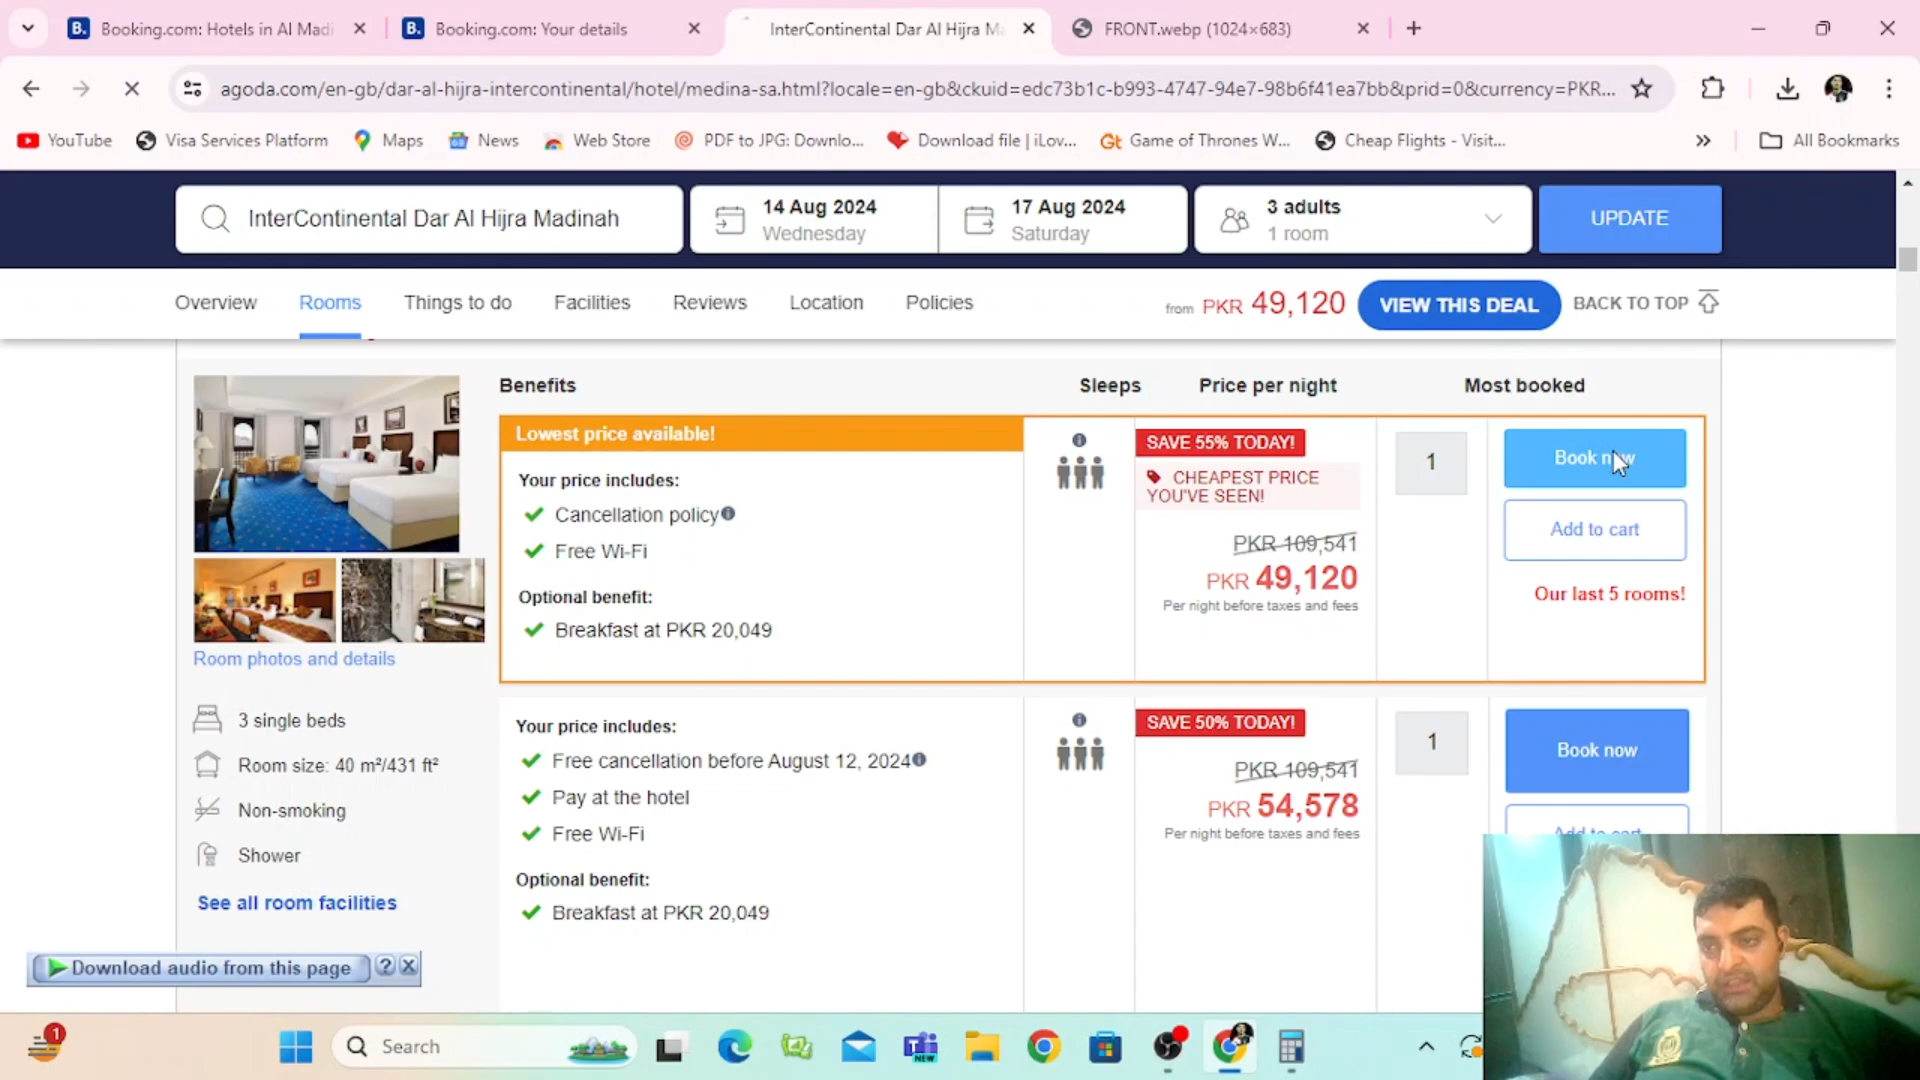 Booking.com: Hotels in Al Madi
Booking.com: Your details
InterContinental Dar Al Hijra Ma
FRONT.webp (1024×683)
agoda.com/en-gb/dar-al-hijra-intercontinental/hotel/medina-sa.html?locale=en-gb&ckuid=edc73b1c-b993-4747-94e7-98b6f41ea7bb&prid=0&currency=PKR...
YouTube
Visa Services Platform
Maps
News
Web Store
PDF to JPG: Downlo...
Download file | iLov...
Game of Thrones W...
Cheap Flights - Visit...
All Bookmarks
InterContinental Dar Al Hijra Madinah
14 Aug 2024
Wednesday
17 Aug 2024
Saturday
3 adults
1 room
UPDATE
Overview
Rooms
Things to do
Facilities
Reviews
Location
Policies
from PKR 49,120
VIEW THIS DEAL
BACK TO TOP
Benefits
Sleeps
Price per night
Most booked
Lowest price available!
Your price includes:
Cancellation policy
Free Wi-Fi
Optional benefit:
Breakfast at PKR 20,049
SAVE 55% TODAY!
CHEAPEST PRICE
YOU'VE SEEN!
PKR 109,541
PKR 49,120
Per night before taxes and fees
1
Book now
Add to cart
Our last 5 rooms!
Room photos and details
3 single beds
Room size: 40 m²/431 ft²
Non-smoking
Shower
See all room facilities
Your price includes:
Free cancellation before August 12, 2024
Pay at the hotel
Free Wi-Fi
Optional benefit:
Breakfast at PKR 20,049
SAVE 50% TODAY!
PKR 109,541
PKR 54,578
Per night before taxes and fees
1
Book now
Add to cart
Download audio from this page
?
1
Search
NEW